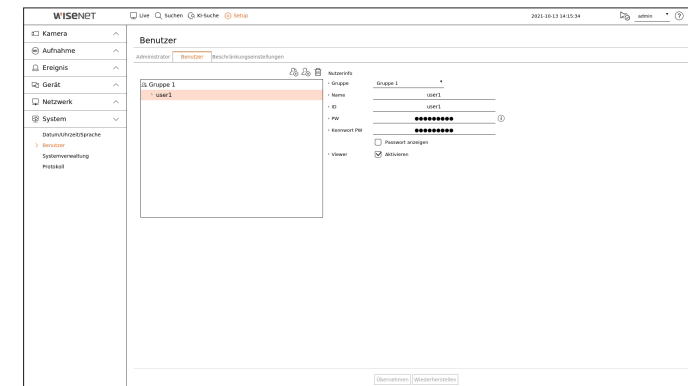 WISENET
Live Suchen KI-Suche Setup
2021-10-13 14:15:34
admin
Kamera
Aufnahme
Ereignis
Gerät
Netzwerk
System
Datum/Uhrzeit/Sprache
Benutzer
Systemverwaltung
Protokoll
Benutzer
Administrator Benutzer Beschränkungseinstellungen
Gruppe 1
user1
Nutzerinfo
Gruppe Gruppe 1
Name user1
ID user1
PW ●●●●●●●●●
Kennwort PW ●●●●●●●●●
Passwort anzeigen
Viewer Aktivieren
Übernehmen Wiederherstellen